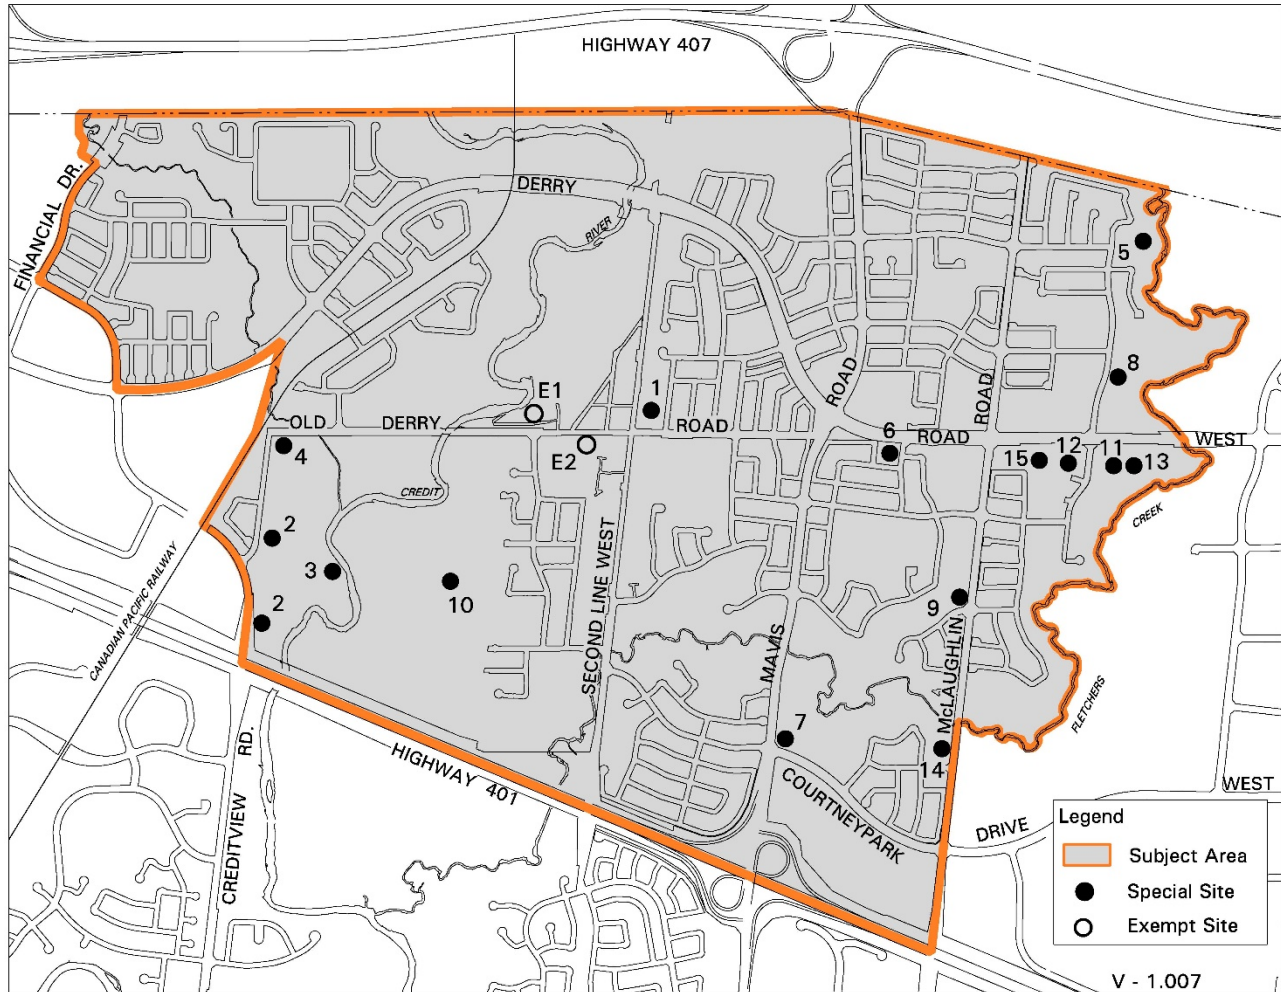 HIGHWAY 407
FINANCIAL DR.
DERRY
RIVER
5
ROAD
ROAD
8
E1
1
OLD
DERRY
ROAD
6
ROAD
WEST
4
E2
15
12
11
13
CREDIT
CREEK
2
CANADIAN PACIFIC RAILWAY
3
10
SECOND LINE WEST
9
2
MAVIS
McLAUGHLIN
FLETCHERS
CREDITVIEW RD.
HIGHWAY 401
7
14
COURTNEYPARK
DRIVE
WEST
Legend
Subject Area
Special Site
Exempt Site
V - 1.007